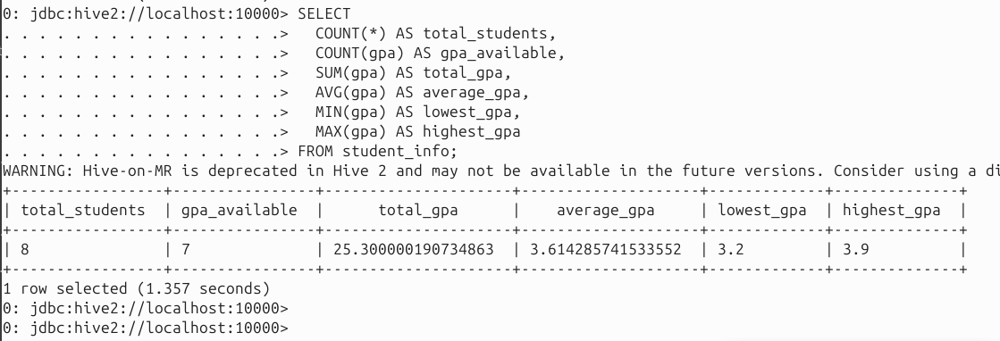 0: jdbc:hive2://localhost:10000> SELECT
. . . . . . . . . . . . . . . .>   COUNT(*) AS total_students,
. . . . . . . . . . . . . . . .>   COUNT(gpa) AS gpa_available,
. . . . . . . . . . . . . . . .>   SUM(gpa) AS total_gpa,
. . . . . . . . . . . . . . . .>   AVG(gpa) AS average_gpa,
. . . . . . . . . . . . . . . .>   MIN(gpa) AS lowest_gpa,
. . . . . . . . . . . . . . . .>   MAX(gpa) AS highest_gpa
. . . . . . . . . . . . . . . .> FROM student_info;
WARNING: Hive-on-MR is deprecated in Hive 2 and may not be available in the future versions. Consider using a di
+-----------------+----------------+---------------------+--------------------+-------------+--------------+
| total_students  | gpa_available  |      total_gpa      |    average_gpa     | lowest_gpa  | highest_gpa  |
+-----------------+----------------+---------------------+--------------------+-------------+--------------+
| 8               | 7              | 25.300000190734863  | 3.614285741533552  | 3.2         | 3.9          |
+-----------------+----------------+---------------------+--------------------+-------------+--------------+
1 row selected (1.357 seconds)
0: jdbc:hive2://localhost:10000>
0: jdbc:hive2://localhost:10000>